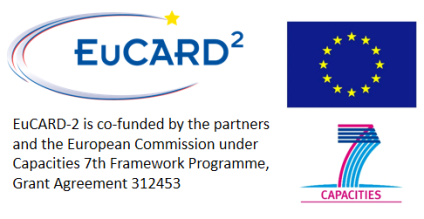 EuCARD²
EuCARD-2 is co-funded by the partners
and the European Commission under
Capacities 7th Framework Programme,
Grant Agreement 312453
7
CAPACITIES